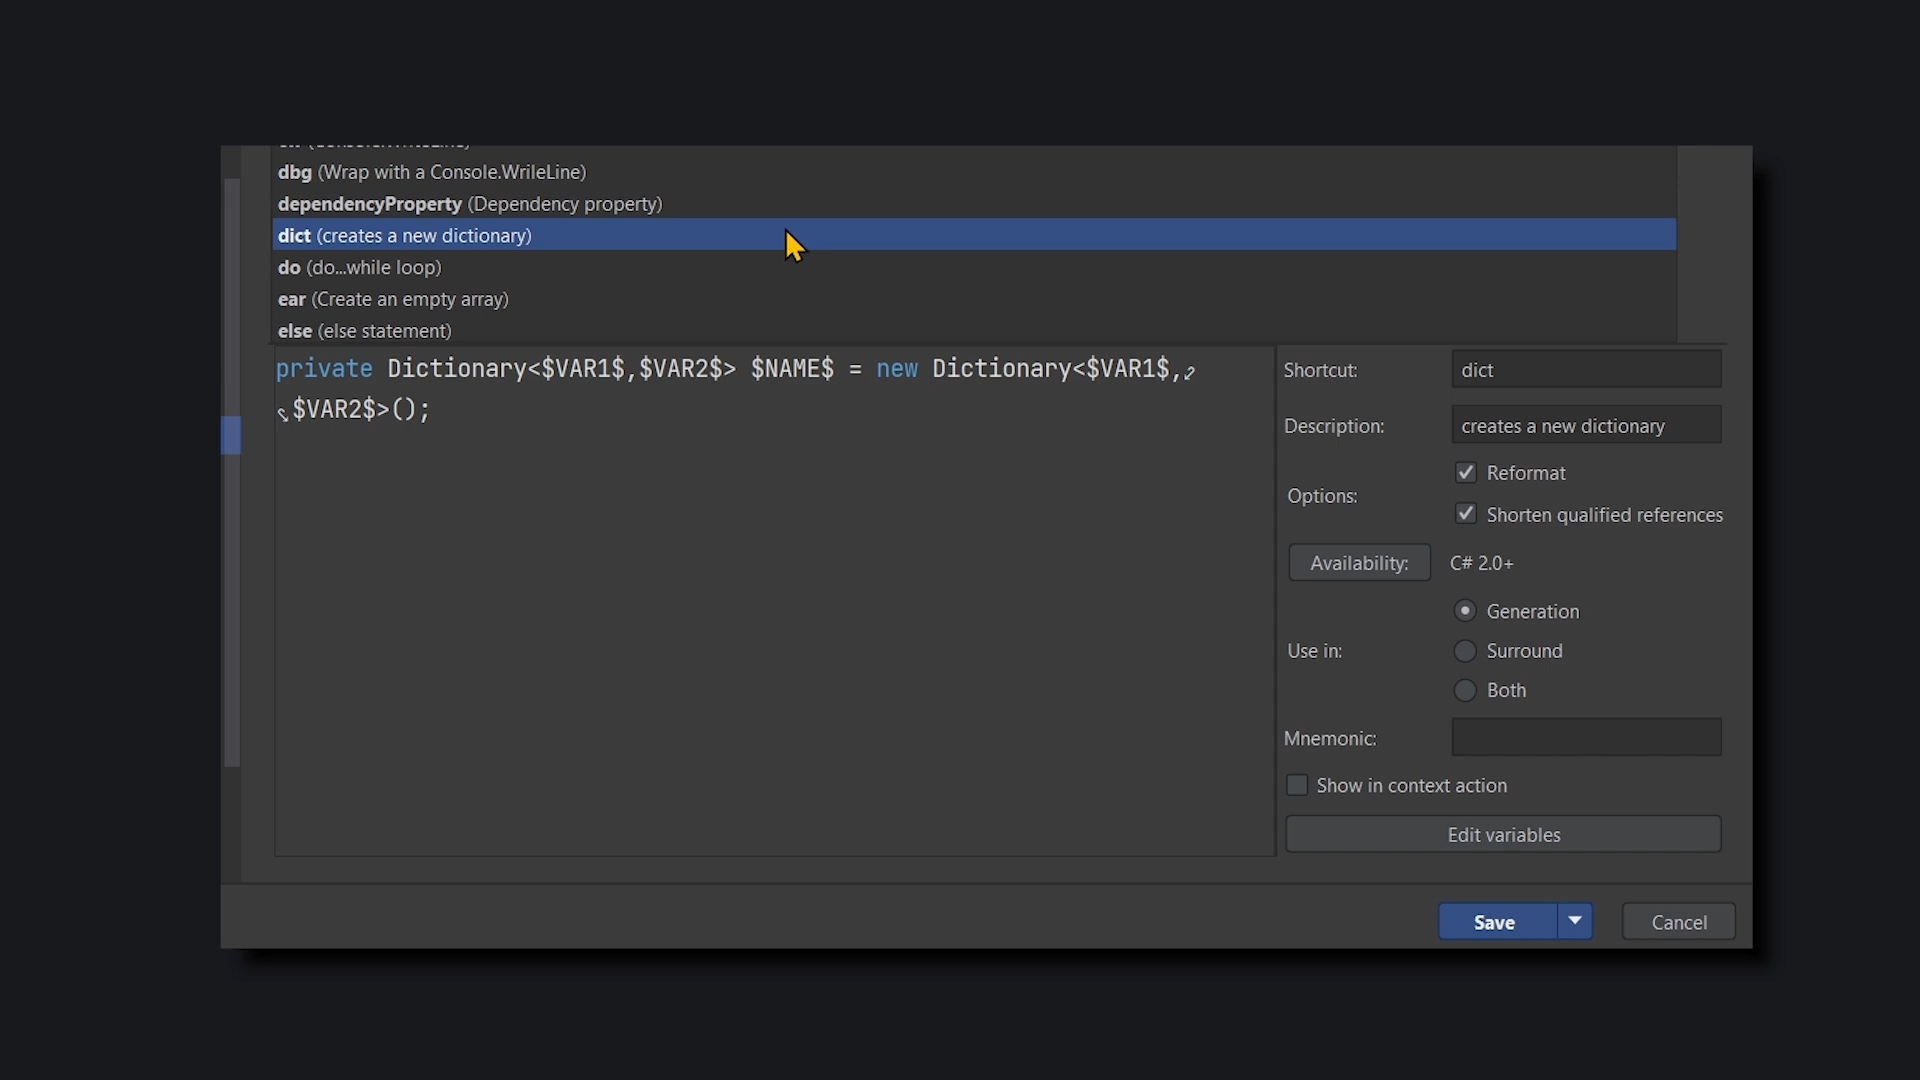 dbg (Wrap with a Console.WrileLine)
dependencyProperty (Dependency property)
dict (creates a new dictionary)
do (do...while loop)
ear (Create an empty array)
else (else statement)
private Dictionary<$VAR1$,$VAR2$> $NAME$ = new Dictionary<$VAR1$,
$VAR2$>();
Shortcut: dict
Description: creates a new dictionary
Options:
Reformat
Shorten qualified references
Availability: C# 2.0+
Use in:
Generation
Surround
Both
Mnemonic:
Show in context action
Edit variables
Save
Cancel